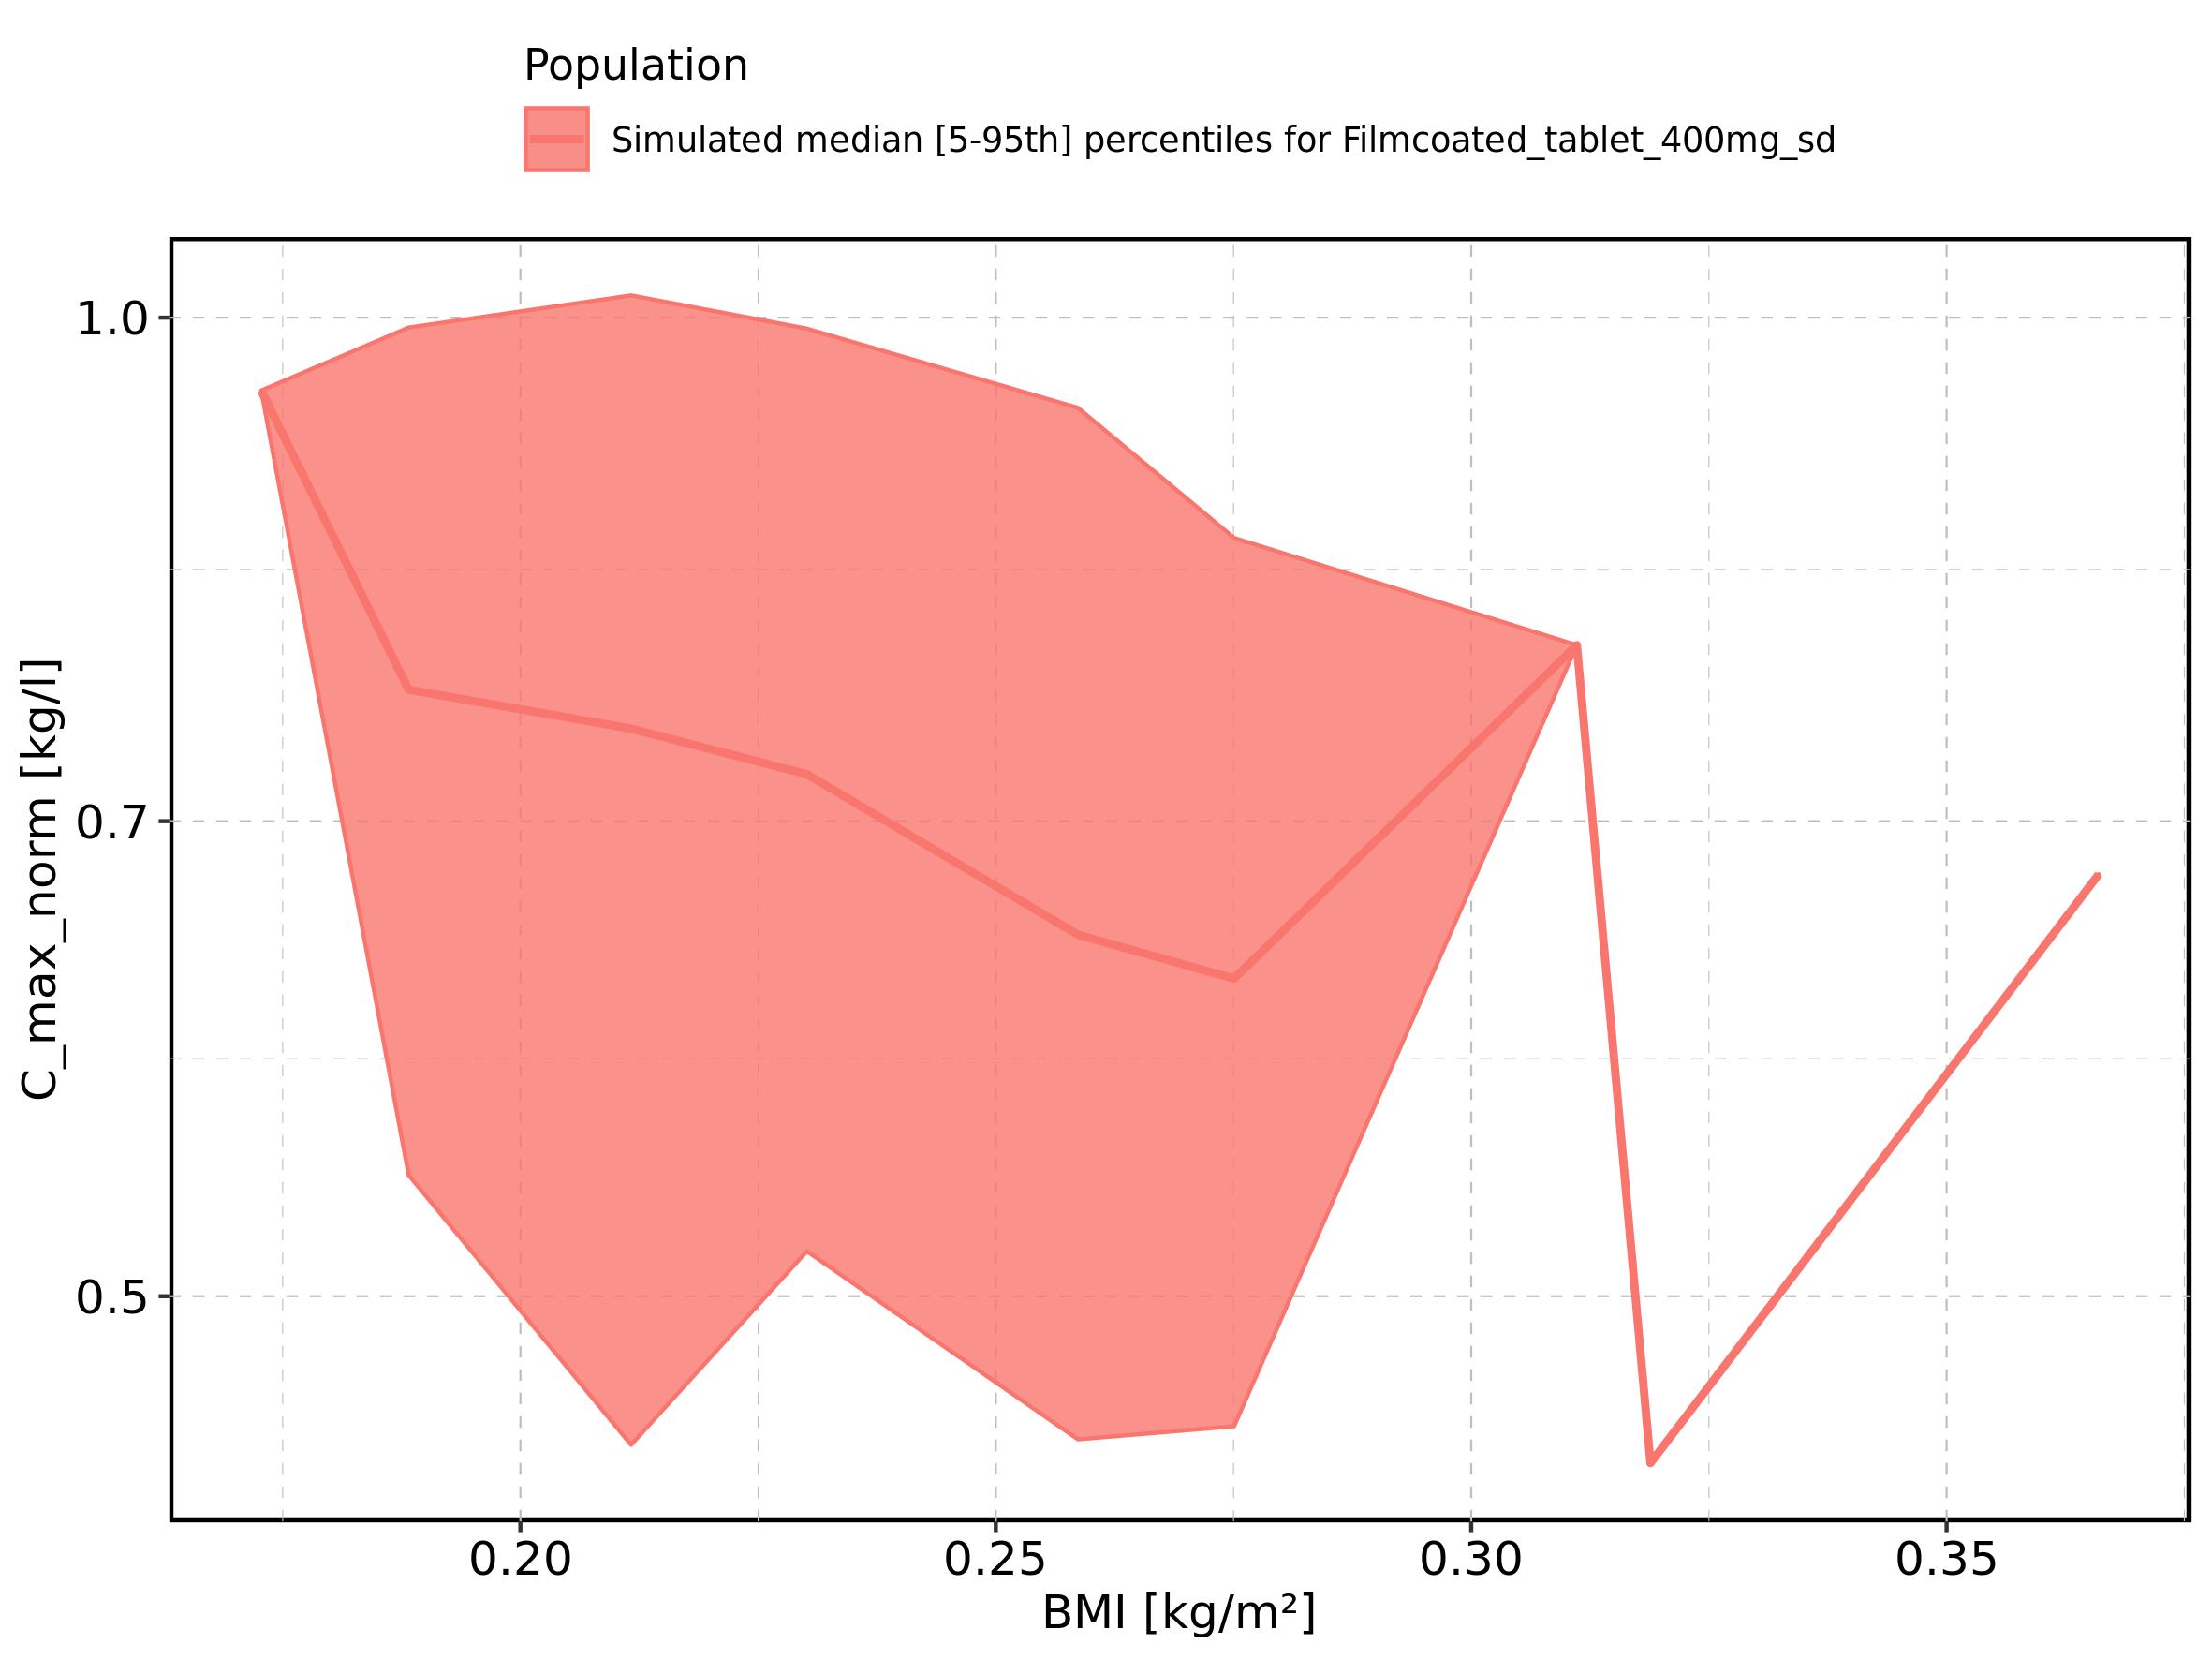 Population
Simulated median [5-95th] percentiles for Filmcoated_tablet_400mg_sd
C_max_norm [kg/l]
1.0
0.7
0.5
0.20 0.25 0.30 0.35
BMI [kg/m²]